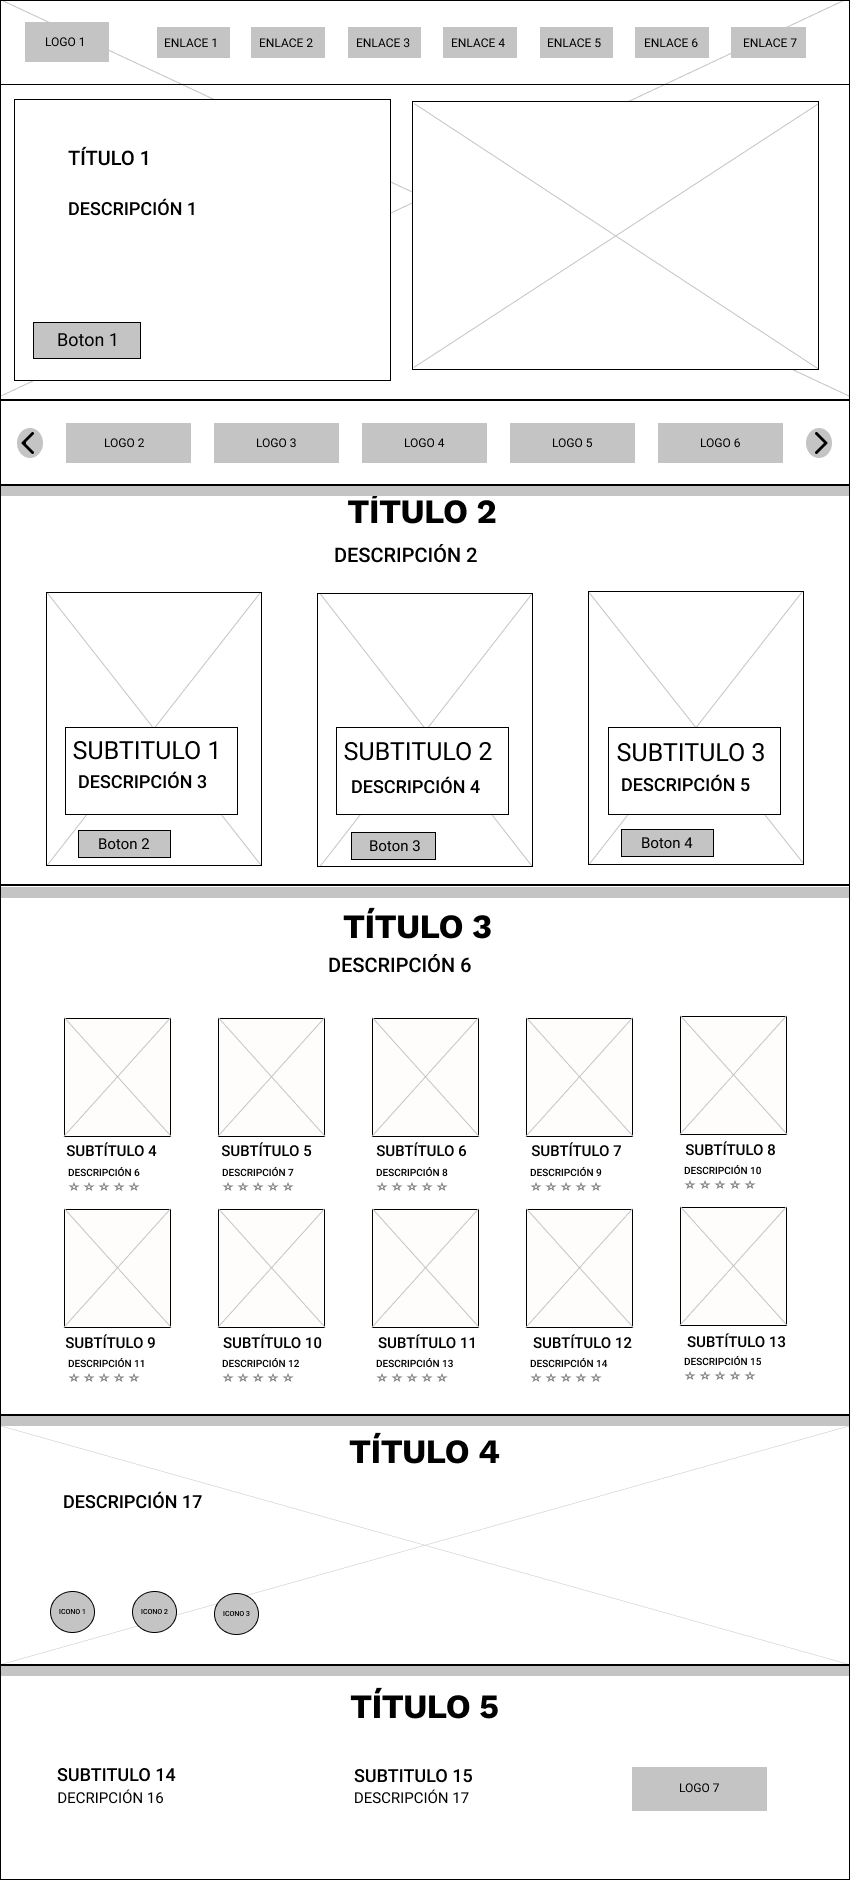 LOGO 1
ENLACE 1
ENLACE 2
ENLACE 3
ENLACE 4
ENLACE 5
ENLACE 6
ENLACE 7
TÍTULO 1
DESCRIPCIÓN 1
Boton 1
LOGO 2
LOGO 3
LOGO 4
LOGO 5
LOGO 6
TÍTULO 2
DESCRIPCIÓN 2
SUBTITULO 1
DESCRIPCIÓN 3
Boton 2
SUBTITULO 2
DESCRIPCIÓN 4
Boton 3
SUBTITULO 3
DESCRIPCIÓN 5
Boton 4
TÍTULO 3
DESCRIPCIÓN 6
SUBTÍTULO 4
DESCRIPCIÓN 6
SUBTÍTULO 5
DESCRIPCIÓN 7
SUBTÍTULO 6
DESCRIPCIÓN 8
SUBTÍTULO 7
DESCRIPCIÓN 9
SUBTÍTULO 8
DESCRIPCIÓN 10
SUBTÍTULO 9
DESCRIPCIÓN 11
SUBTÍTULO 10
DESCRIPCIÓN 12
SUBTÍTULO 11
DESCRIPCIÓN 13
SUBTÍTULO 12
DESCRIPCIÓN 14
SUBTÍTULO 13
DESCRIPCIÓN 15
TÍTULO 4
DESCRIPCIÓN 17
ICONO 1
ICONO 2
ICONO 3
TÍTULO 5
SUBTITULO 14
DECRIPCIÓN 16
SUBTITULO 15
DESCRIPCIÓN 17
LOGO 7